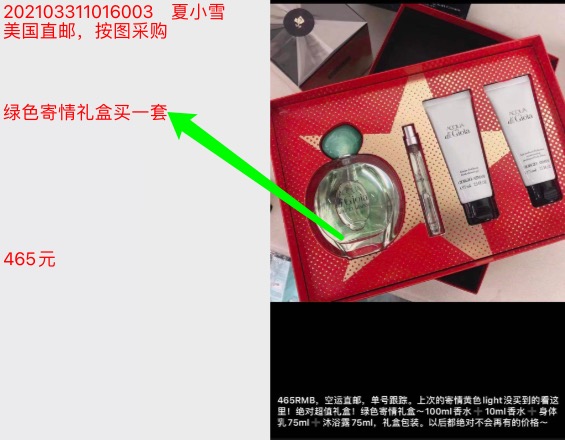 202103311016003 夏小雪
美国直邮，按图采购
绿色寄情礼盒买一套
465元
ACQUA
di Gioia
ACQUA
di Gioia
465RMB，空运直邮，单号跟踪。上次的寄情黄色light没买到的看这
里！绝对超值礼盒！绿色寄情礼盒～100ml香水➕10ml香水➕身体
乳75ml➕沐浴露75ml，礼盒包装。以后都绝对不会再有的价格～